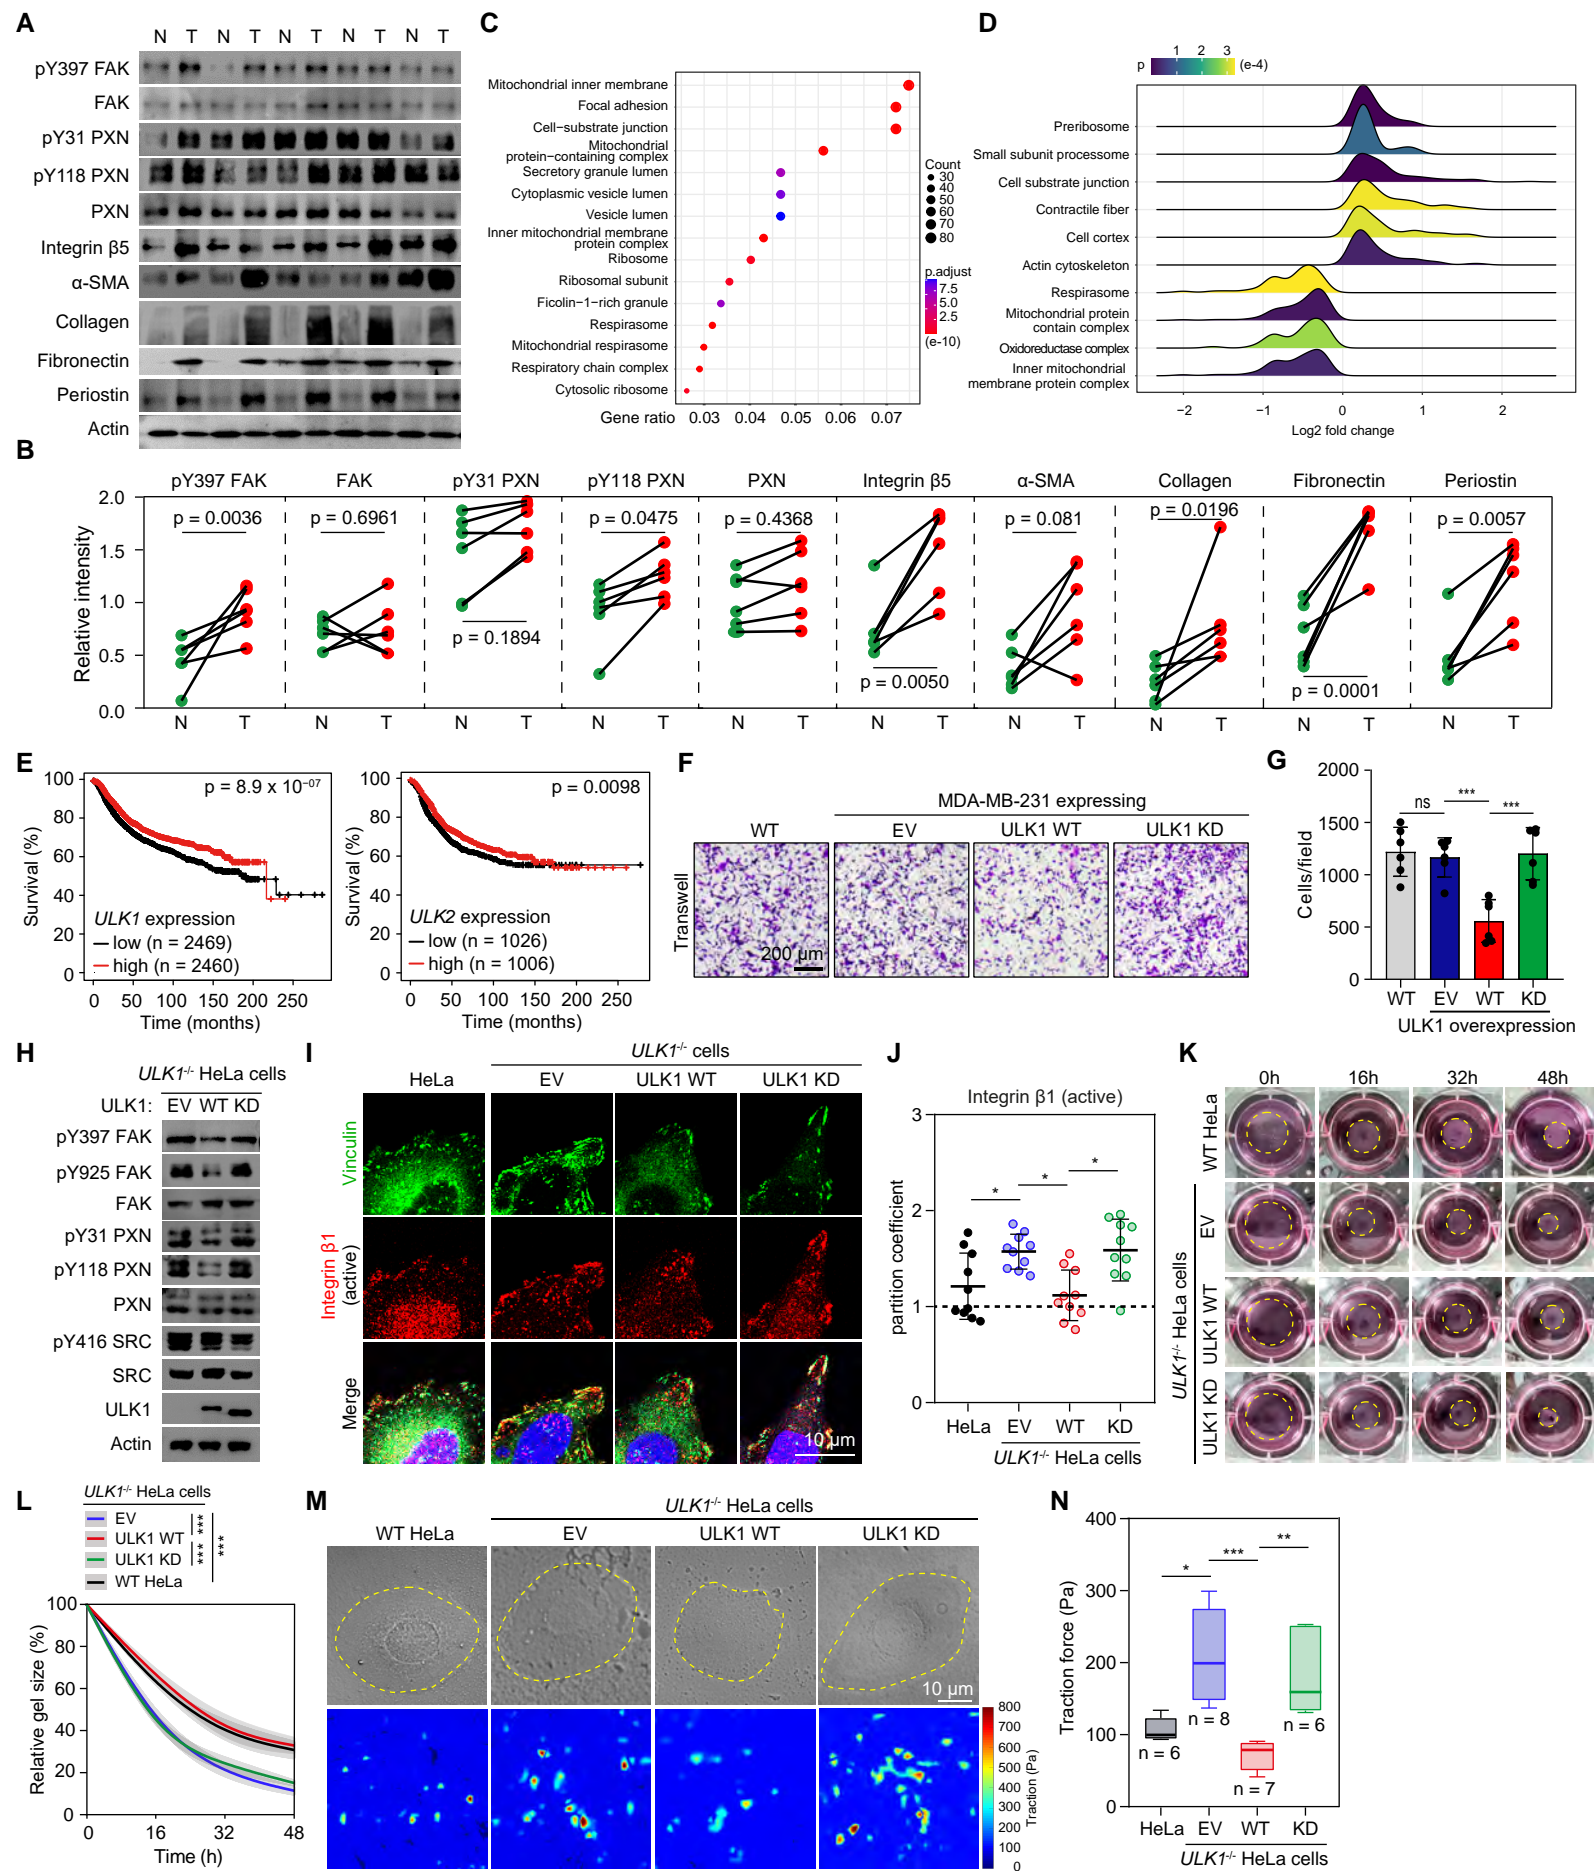 A
N T N T N T N T N T
pY397 FAK
FAK
pY31 PXN
pY118 PXN
PXN
Integrin β5
α-SMA
Collagen
Fibronectin
Periostin
Actin
C
Mitochondrial inner membrane
Focal adhesion
Cell−substrate junction
Mitochondrial
protein−containing complex
Secretory granule lumen
Cytoplasmic vesicle lumen
Vesicle lumen
Inner mitochondrial membrane
protein complex
Ribosome
Ribosomal subunit
Ficolin−1−rich granule
Respirasome
Mitochondrial respirasome
Respiratory chain complex
Cytosolic ribosome
Gene ratio 0.03 0.04 0.05 0.06 0.07
Count
30
40
50
60
70
80
p.adjust
7.5
5.0
2.5
(e-10)
D
1 2 3
p (e-4)
Preribosome
Small subunit processome
Cell substrate junction
Contractile fiber
Cell cortex
Actin cytoskeleton
Respirasome
Mitochondrial protein
contain complex
Oxidoreductase complex
Inner mitochondrial
membrane protein complex
−2 −1 0 1 2
Log2 fold change
B
pY397 FAK FAK pY31 PXN pY118 PXN PXN Integrin β5 α-SMA Collagen Fibronectin Periostin
Relative intensity
2.0
1.5
1.0
0.5
0.0
p = 0.0036
p = 0.6961
p = 0.1894
p = 0.0475
p = 0.4368
p = 0.0050
p = 0.081
p = 0.0196
p = 0.0001
p = 0.0057
N T N T N T N T N T N T N T N T N T N T
E
Survival (%)
100
80
60
40
20
0
p = 8.9 x 10⁻⁰⁷
ULK1 expression
low (n = 2469)
high (n = 2460)
0 50 100 150 200 250
Time (months)
Survival (%)
100
80
60
40
20
0
p = 0.0098
ULK2 expression
low (n = 1026)
high (n = 1006)
0 50 100 150 200 250
Time (months)
F
MDA-MB-231 expressing
WT EV ULK1 WT ULK1 KD
Transwell
200 µm
G
Cells/field
2000
1500
1000
500
0
ns *** ***
WT EV WT KD
ULK1 overexpression
H
ULK1-/- HeLa cells
ULK1: EV WT KD
pY397 FAK
pY925 FAK
FAK
pY31 PXN
pY118 PXN
PXN
pY416 SRC
SRC
ULK1
Actin
I
ULK1-/- cells
HeLa EV ULK1 WT ULK1 KD
Vinculin
Integrin β1
(active)
Merge
10 µm
J
Integrin β1 (active)
partition coefficient
3
2
1
0
* * *
HeLa EV WT KD
ULK1-/- HeLa cells
K
0h 16h 32h 48h
WT HeLa
EV
ULK1 WT
ULK1 KD
ULK1-/- HeLa cells
L
ULK1-/- HeLa cells
EV
ULK1 WT
ULK1 KD
WT HeLa
*** *** ***
Relative gel size (%)
100
80
60
40
20
0
0 16 32 48
Time (h)
M
ULK1-/- HeLa cells
WT HeLa EV ULK1 WT ULK1 KD
10 µm
800
700
600
500
400
300
200
100
0
Traction (Pa)
N
Traction force (Pa)
400
300
200
100
0
* *** **
n = 6
n = 8
n = 7
n = 6
HeLa EV WT KD
ULK1-/- HeLa cells